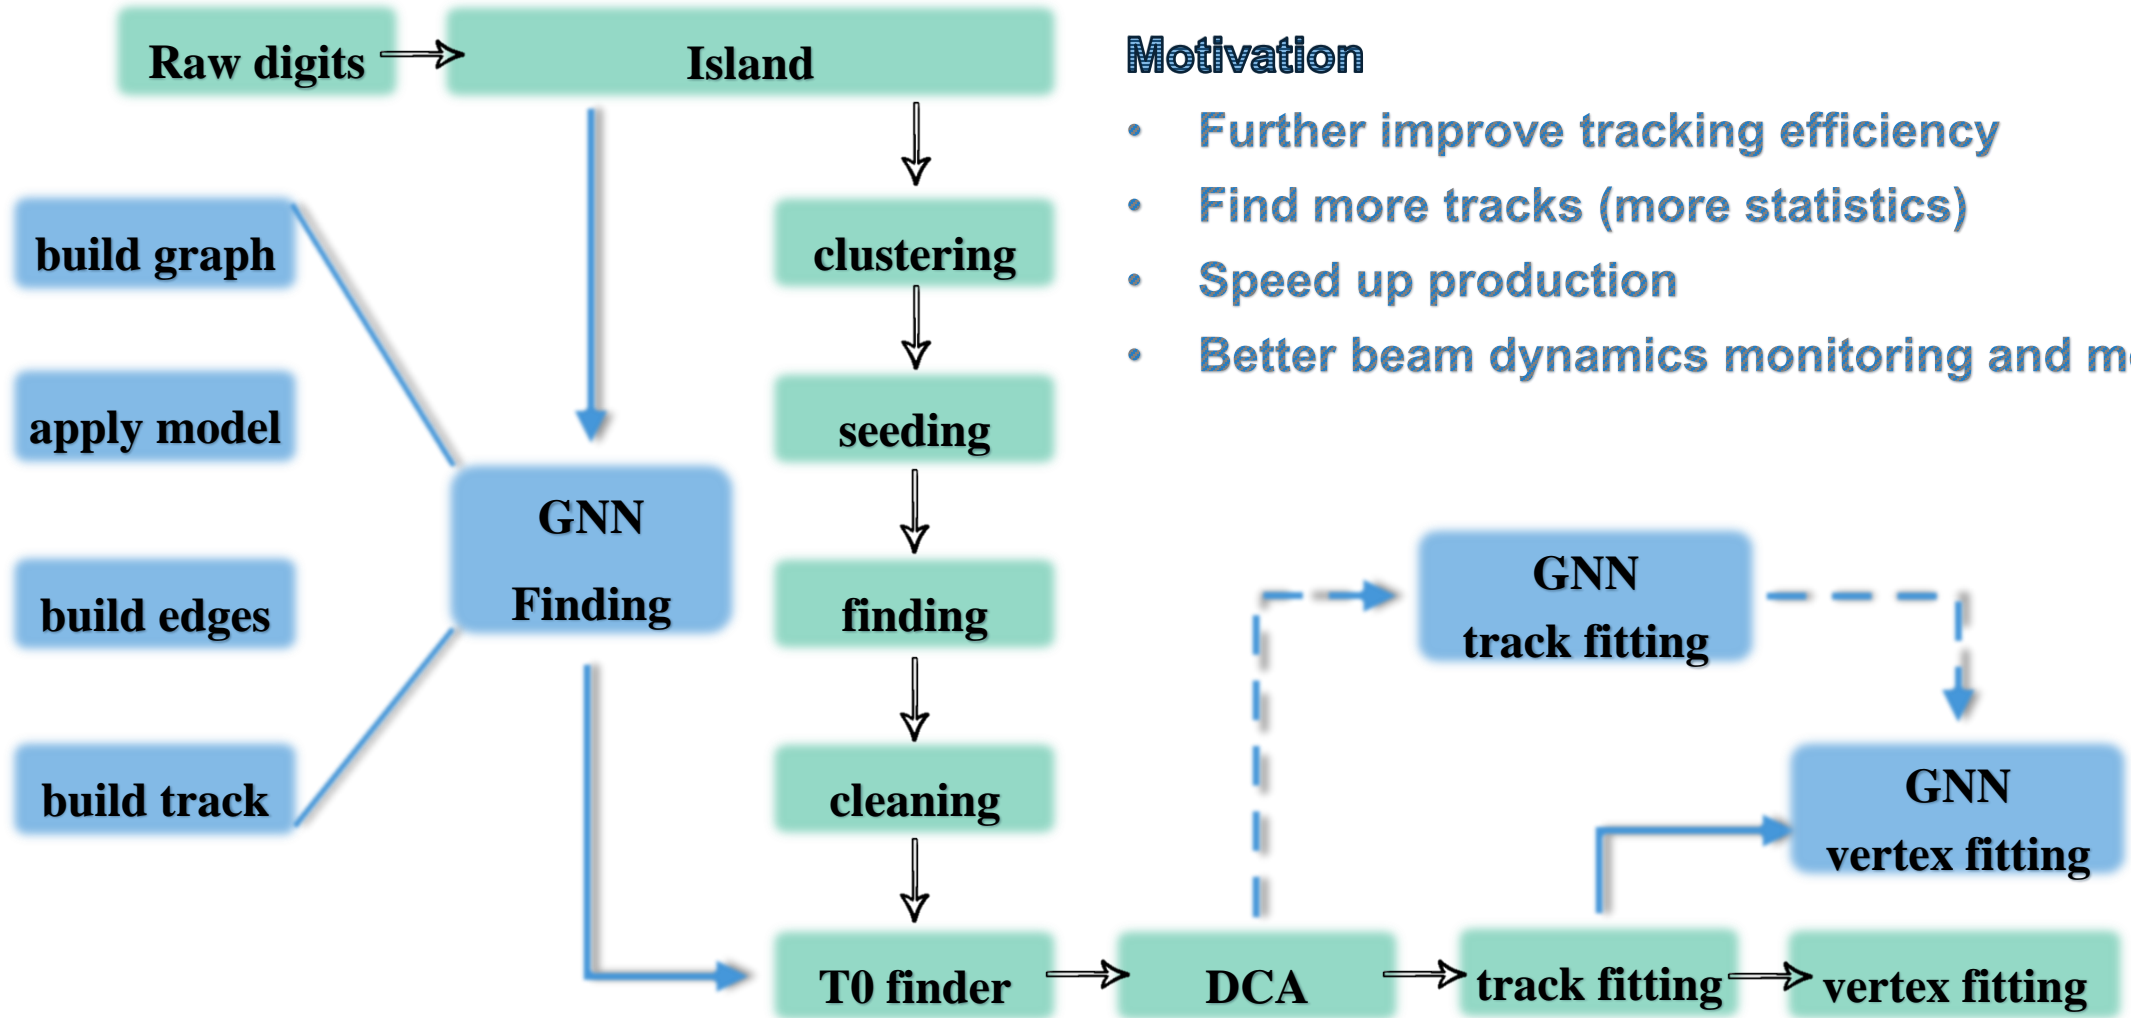 Raw digits
Island
Motivation
• Further improve tracking efficiency
• Find more tracks (more statistics)
• Speed up production
• Better beam dynamics monitoring and
build graph
apply model
build edges
build track
GNN
Finding
clustering
seeding
finding
cleaning
T0 finder
DCA
track fitting
vertex fitting
GNN
track fitting
GNN
vertex fitting